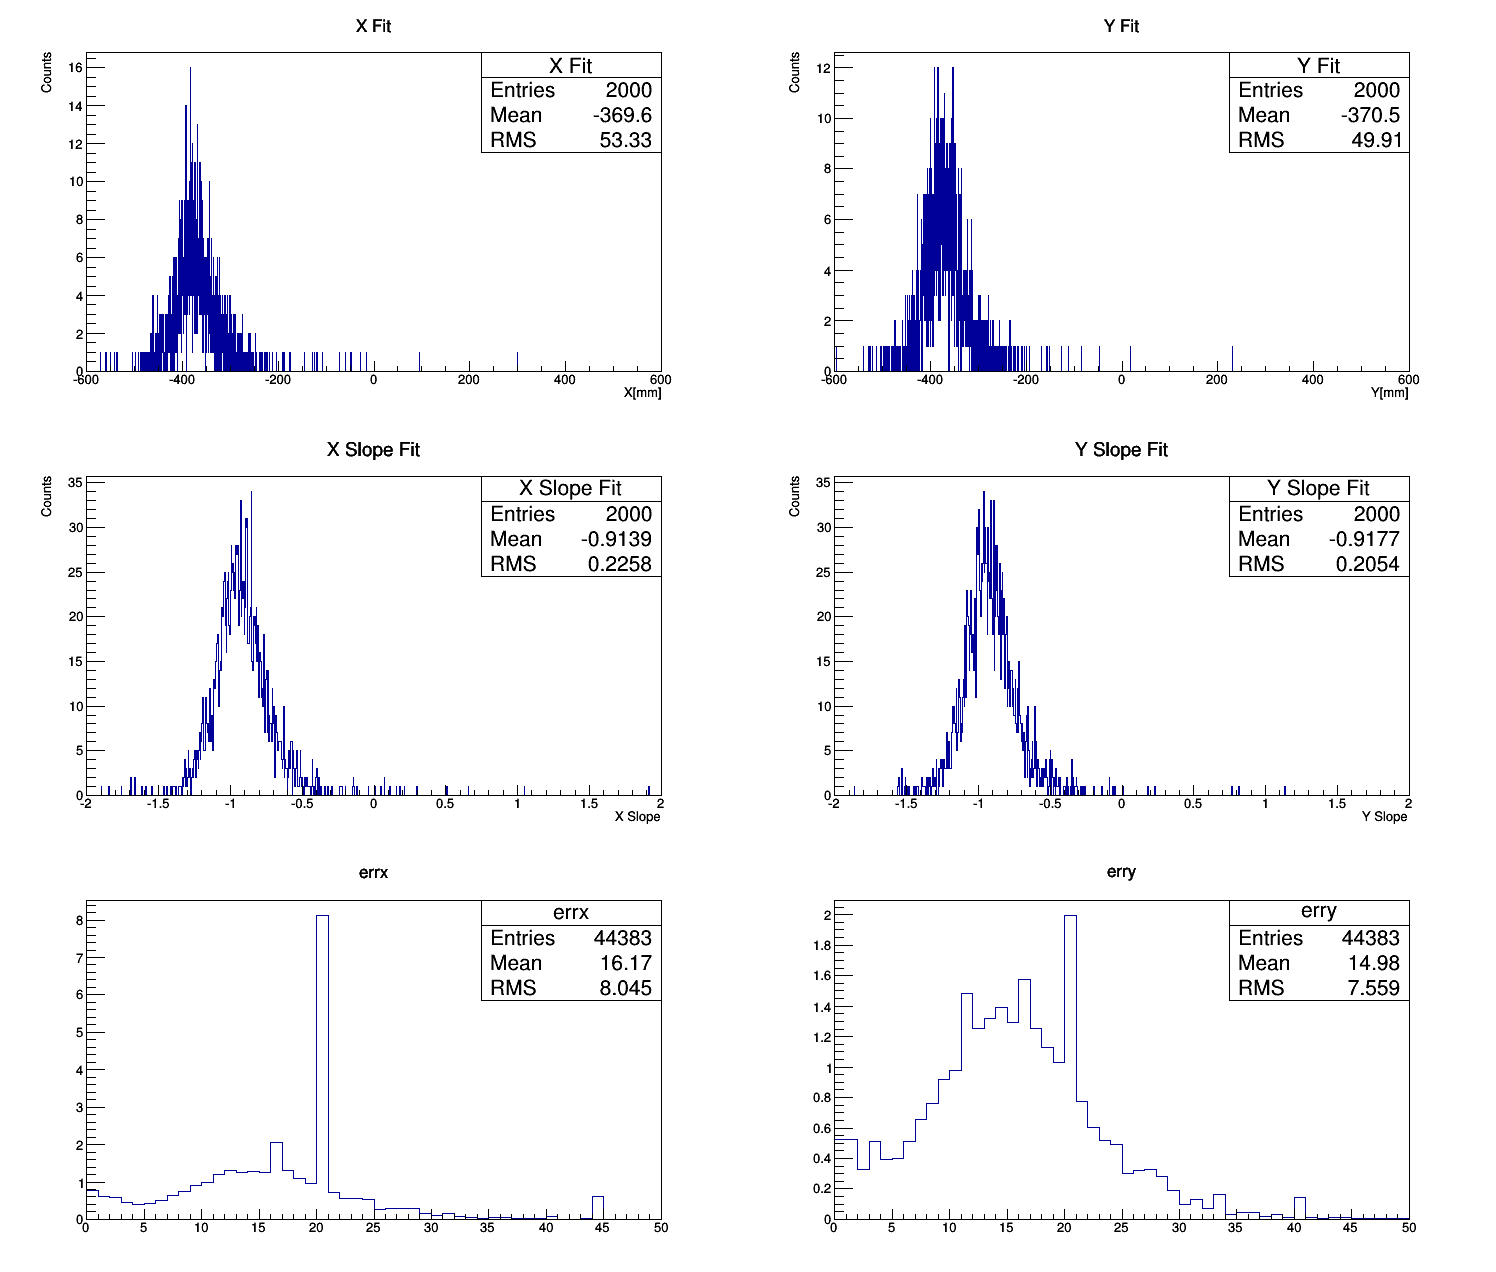 X Fit
Counts
16
14
12
10
8
6
4
2
0
-600 -400 -200 0 200 400 600
X[mm]
X Fit
Entries 2000
Mean -369.6
RMS 53.33
Y Fit
Counts
12
10
8
6
4
2
0
-600 -400 -200 0 200 400 600
Y[mm]
Y Fit
Entries 2000
Mean -370.5
RMS 49.91
X Slope Fit
Counts
35
30
25
20
15
10
5
0
-2 -1.5 -1 -0.5 0 0.5 1 1.5 2
X Slope
X Slope Fit
Entries 2000
Mean -0.9139
RMS 0.2258
Y Slope Fit
Counts
35
30
25
20
15
10
5
0
-2 -1.5 -1 -0.5 0 0.5 1 1.5 2
Y Slope
Y Slope Fit
Entries 2000
Mean -0.9177
RMS 0.2054
errx
8
7
6
5
4
3
2
1
0
0 5 10 15 20 25 30 35 40 45 50
errx
Entries 44383
Mean 16.17
RMS 8.045
erry
2
1.8
1.6
1.4
1.2
1
0.8
0.6
0.4
0.2
0
0 5 10 15 20 25 30 35 40 45 50
erry
Entries 44383
Mean 14.98
RMS 7.559